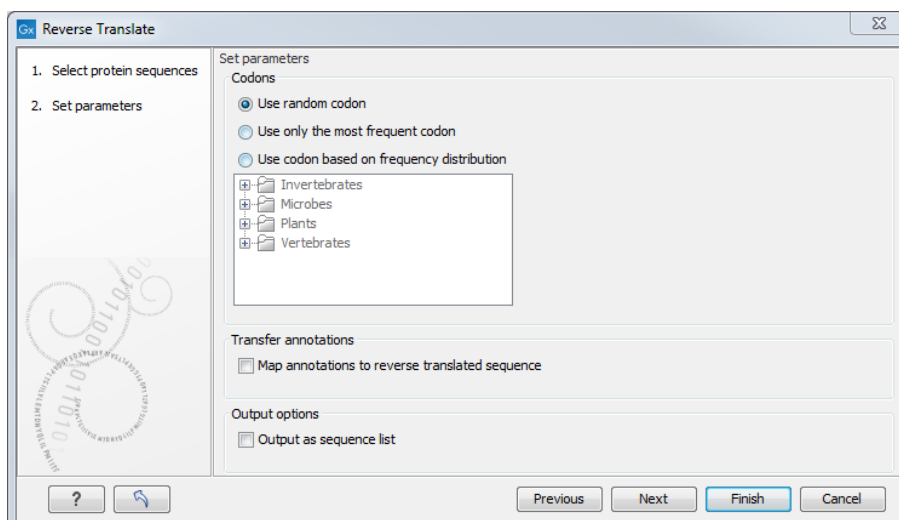 Gx Reverse Translate
1. Select protein sequences
2. Set parameters
Set parameters
Codons
Use random codon
Use only the most frequent codon
Use codon based on frequency distribution
Invertebrates
Microbes
Plants
Vertebrates
Transfer annotations
Map annotations to reverse translated sequence
Output options
Output as sequence list
?
Previous Next Finish Cancel